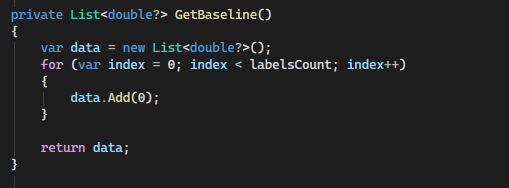 private List<double?> GetBaseline()
{
    var data = new List<double?>();
    for (var index = 0; index < labelsCount; index++)
    {
        data.Add(0);
    }

    return data;
}